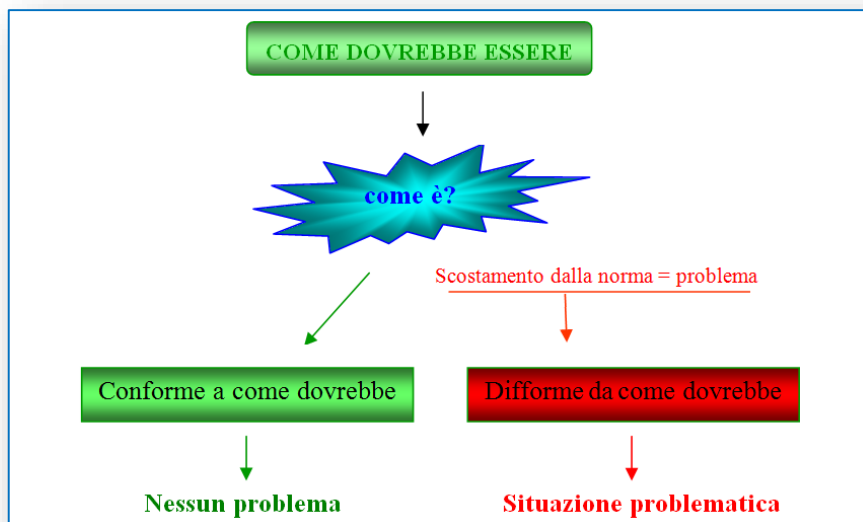 COME DOVREBBE ESSERE
come è?
Scostamento dalla norma = problema
Conforme a come dovrebbe
Difforme da come dovrebbe
Nessun problema
Situazione problematica